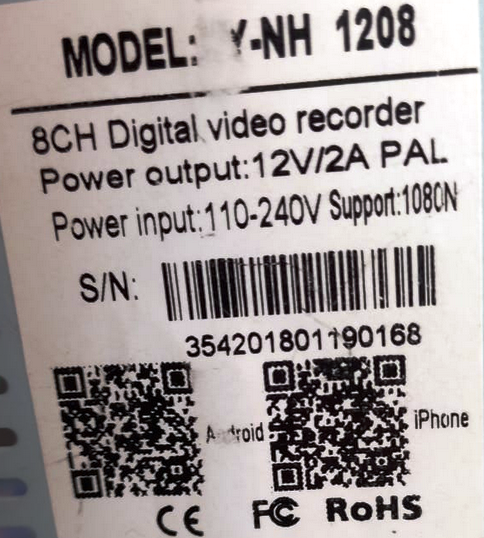 MODEL: Y-NH 1208
8CH Digital video recorder
Power output:12V/2A PAL
Power input:110-240V Support:1080N
S/N:
354201801190168
Android
iPhone
CE FC RoHS